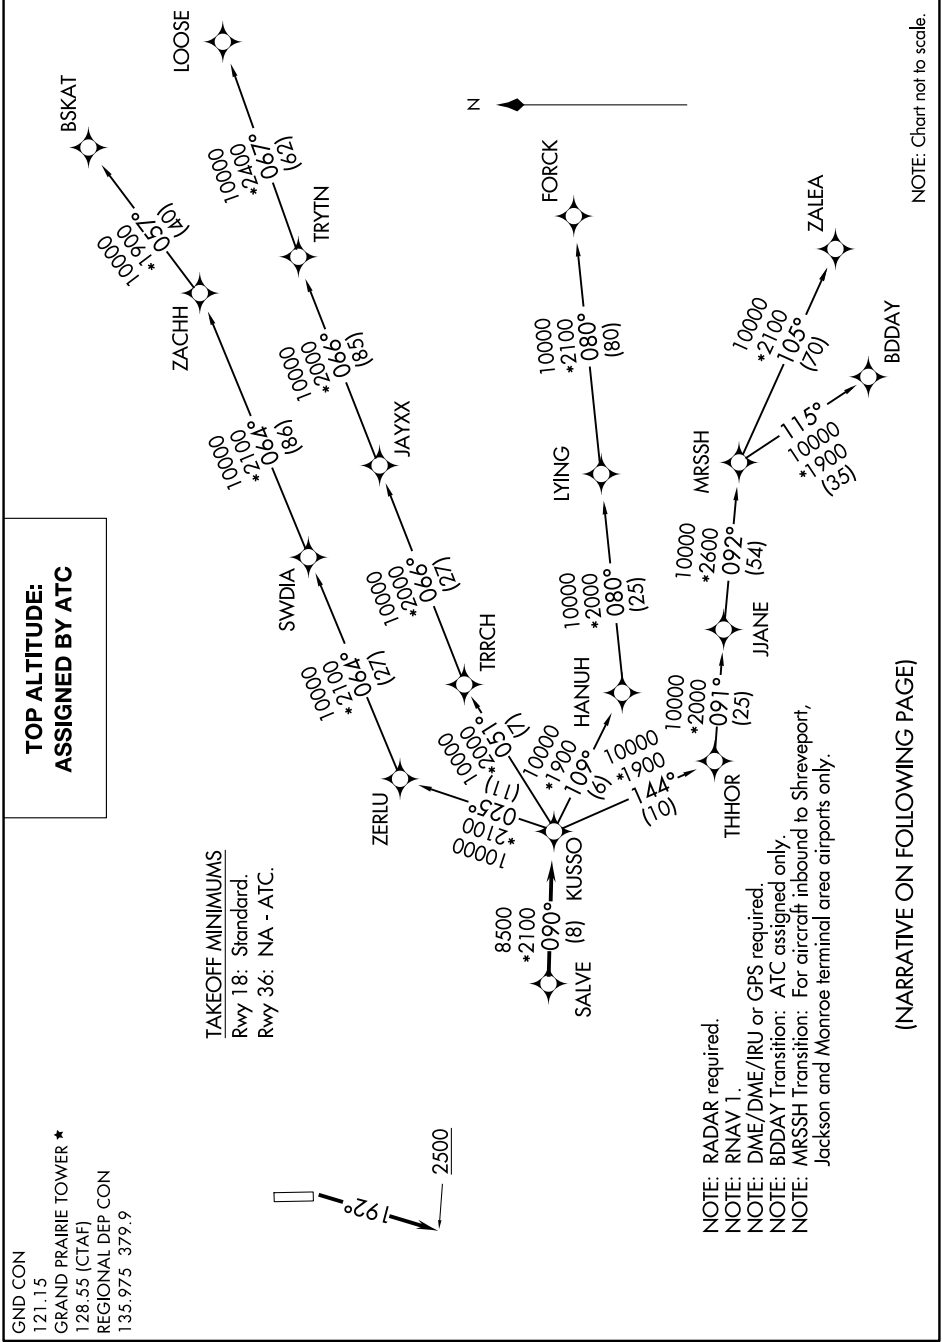 GND CON
121.15
GRAND PRAIRIE TOWER ★
128.55 (CTAF)
REGIONAL DEP CON
135.975 379.9
TOP ALTITUDE:
ASSIGNED BY ATC
TAKEOFF MINIMUMS
Rwy 18: Standard.
Rwy 36: NA - ATC.
192°
2500
SALVE
8500
*2100
090°
(8)
KUSSO
10000
*2100
025°
(11)
ZERLU
10000
*2100
064°
(27)
SWDIA
10000
*2100
064°
(86)
ZACHH
10000
*1900
057°
(40)
BSKAT
10000
*2000
051°
(7)
TRRCH
10000
*2000
066°
(27)
JAYXX
10000
*2000
066°
(85)
TRYTN
10000
*2400
067°
(62)
LOOSE
N
10000
*1900
109°
(6)
HANUH
10000
*2000
080°
(25)
LYING
10000
*2100
080°
(80)
FORCK
10000
*1900
144°
(10)
THHOR
10000
*2000
091°
(25)
JJANE
10000
*2600
092°
(54)
MRSSH
10000
*2100
105°
(70)
ZALEA
115°
10000
*1900
(35)
BDDAY
NOTE: RADAR required.
NOTE: RNAV 1.
NOTE: DME/DME/IRU or GPS required.
NOTE: BDDAY Transition: ATC assigned only.
NOTE: MRSSH Transition: For aircraft inbound to Shreveport,
Jackson and Monroe terminal area airports only.
(NARRATIVE ON FOLLOWING PAGE)
NOTE: Chart not to scale.